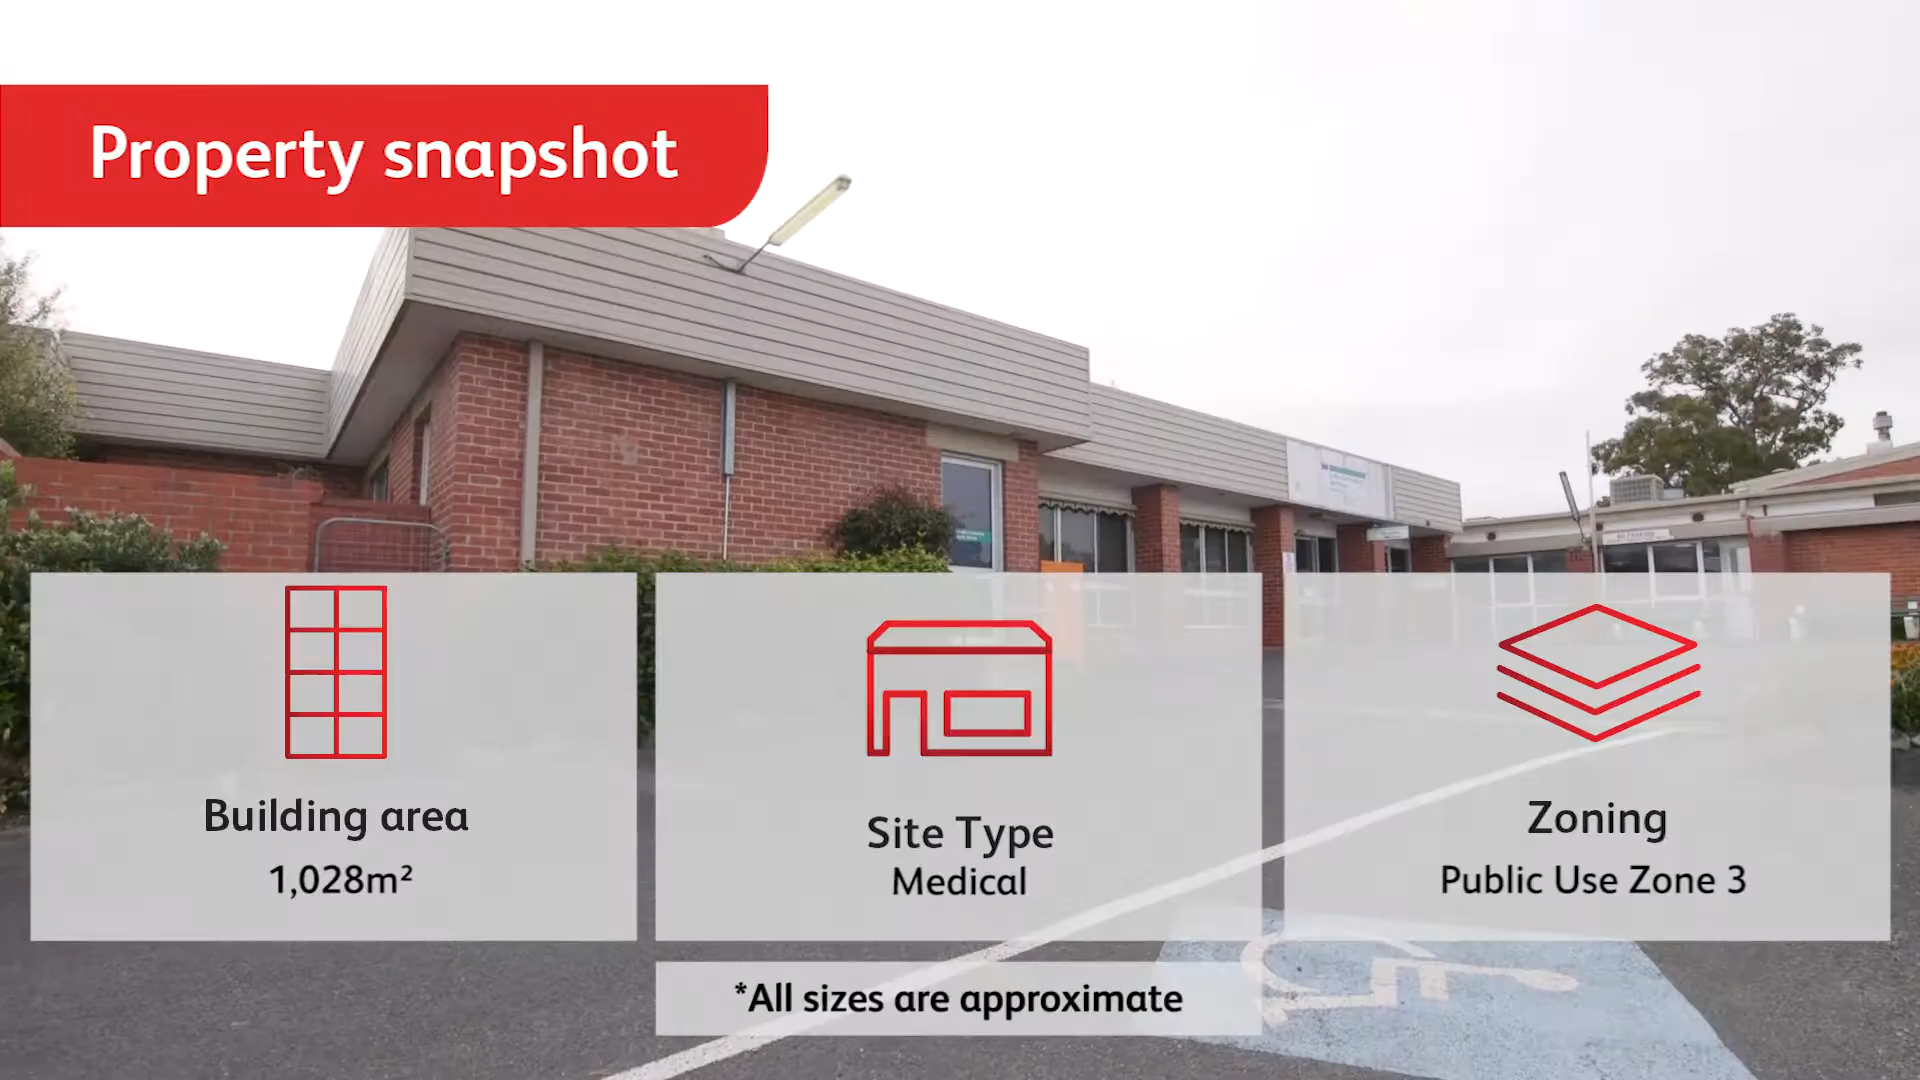 Property snapshot
Building area
1,028m²
Site Type
Medical
Zoning
Public Use Zone 3
*All sizes are approximate